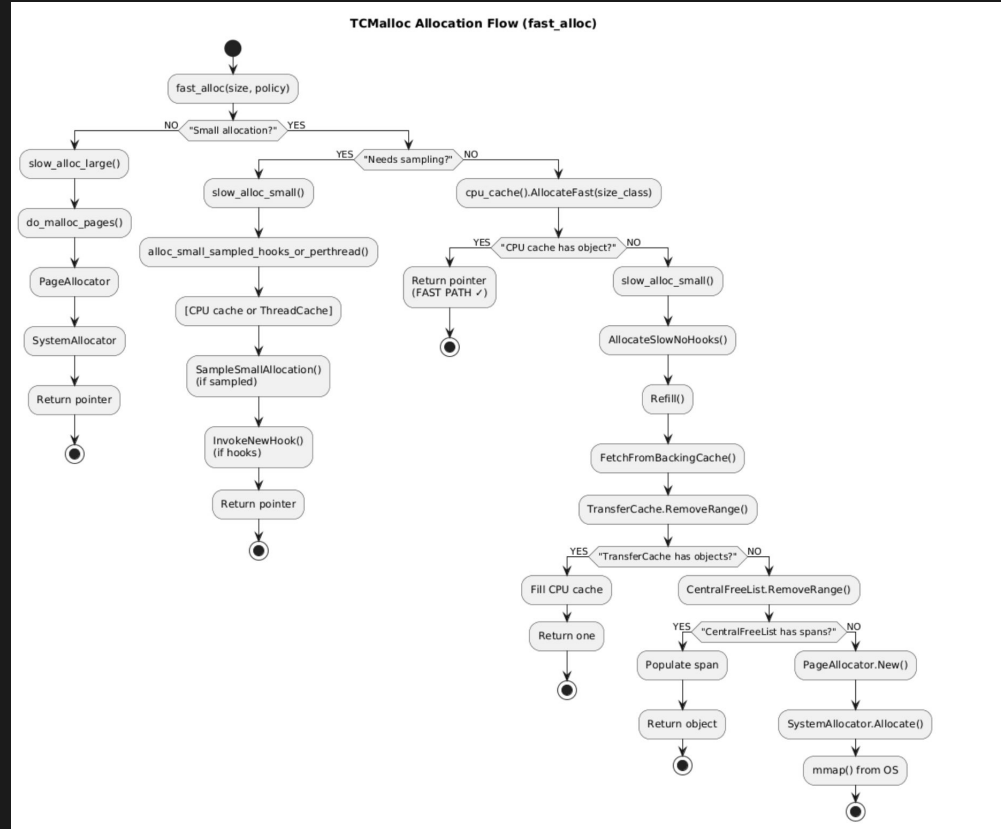 TCMalloc Allocation Flow (fast_alloc)
fast_alloc(size, policy)
NO "Small allocation?" YES
slow_alloc_large()
do_malloc_pages()
PageAllocator
SystemAllocator
Return pointer
YES "Needs sampling?" NO
slow_alloc_small()
alloc_small_sampled_hooks_or_perthread()
[CPU cache or ThreadCache]
SampleSmallAllocation()
(if sampled)
InvokeNewHook()
(if hooks)
Return pointer
cpu_cache().AllocateFast(size_class)
YES "CPU cache has object?" NO
Return pointer
(FAST PATH ✓)
slow_alloc_small()
AllocateSlowNoHooks()
Refill()
FetchFromBackingCache()
TransferCache.RemoveRange()
YES "TransferCache has objects?" NO
Fill CPU cache
Return one
CentralFreeList.RemoveRange()
YES "CentralFreeList has spans?" NO
Populate span
Return object
PageAllocator.New()
SystemAllocator.Allocate()
mmap() from OS